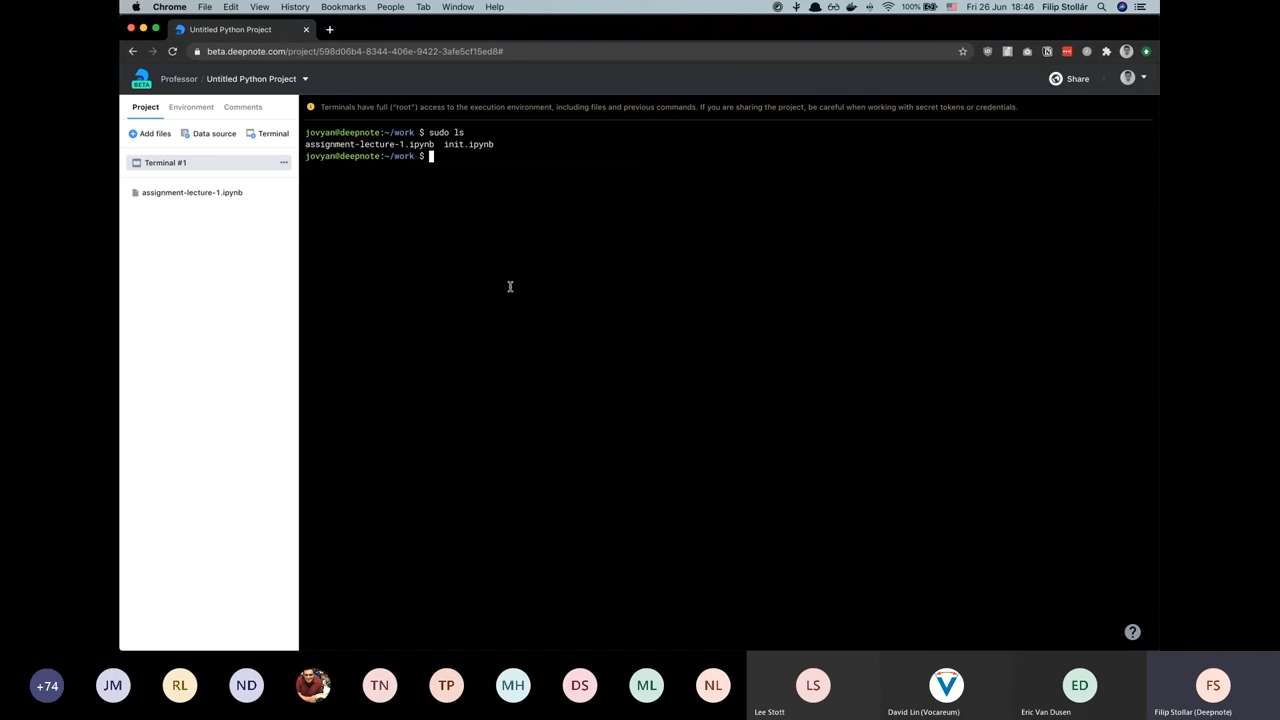 Chrome File Edit View History Bookmarks People Tab Window Help 100% Fri 26 Jun 18:46 Filip Stollár
Untitled Python Project
beta.deepnote.com/project/598d06b4-8344-406e-9422-3afe5cf15ed8#
BETA Professor / Untitled Python Project Share
Project Environment Comments
Terminals have full ("root") access to the execution environment, including files and previous commands. If you are sharing the project, be careful when working with secret tokens or credentials.
Add files Data source Terminal
Terminal #1
assignment-lecture-1.ipynb
jovyan@deepnote:~/work $ sudo ls
assignment-lecture-1.ipynb init.ipynb
jovyan@deepnote:~/work $
?
+74 JM RL ND TN TP MH DS ML NL LS V ED FS
Lee Stott David Lin (Vocareum) Eric Van Dusen Filip Stollar (Deepnote)